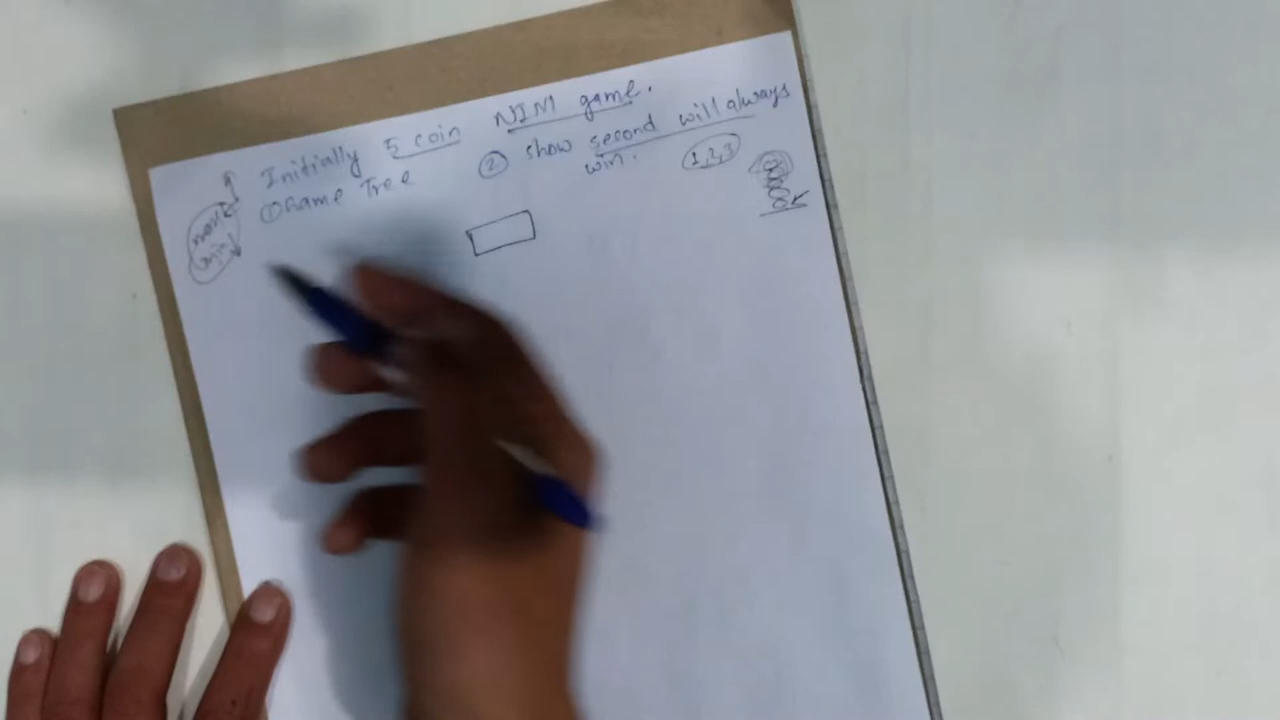 Initially 5 coin NIM game.
① Game Tree
② show second will always
win.
1,2,3
max
min